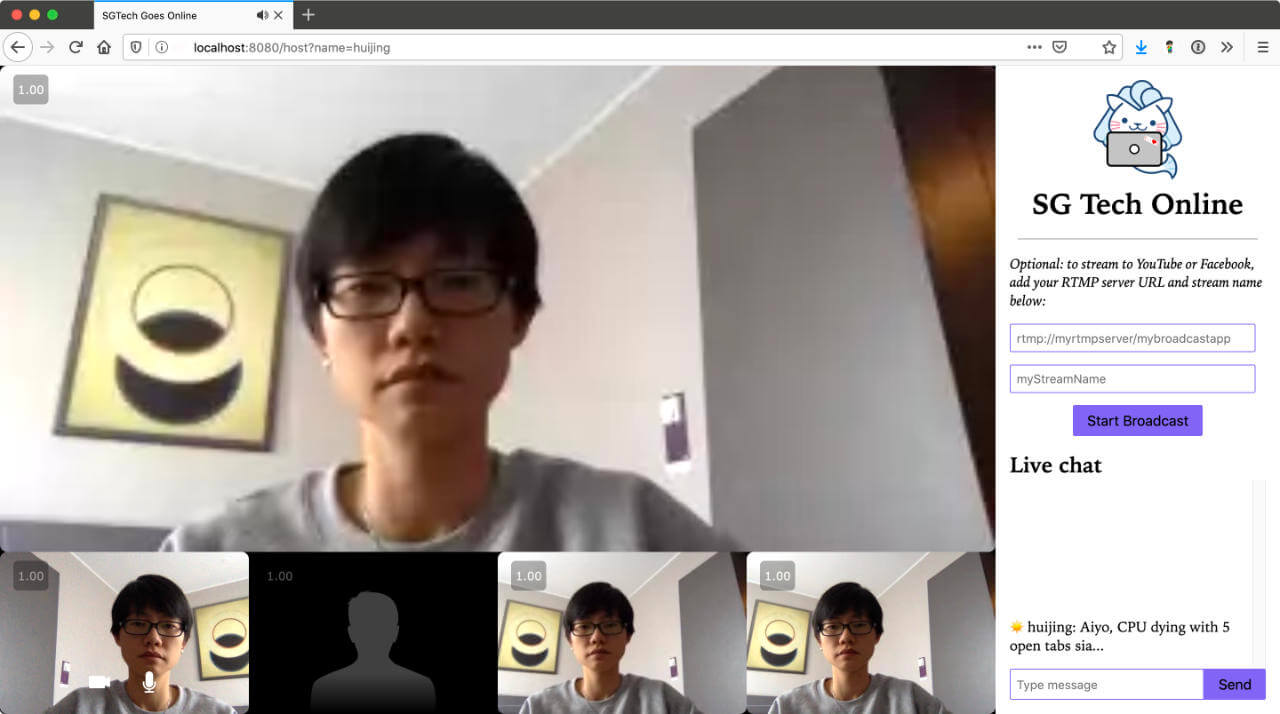 SGTech Goes Online
localhost:8080/host?name=huijing
1.00
SG Tech Online
Optional: to stream to YouTube or Facebook,
add your RTMP server URL and stream name
below:
rtmp://myrtmpserver/mybroadcastapp
myStreamName
Start Broadcast
Live chat
1.00
1.00
1.00
1.00
huijing: Aiyo, CPU dying with 5
open tabs sia...
Type message
Send